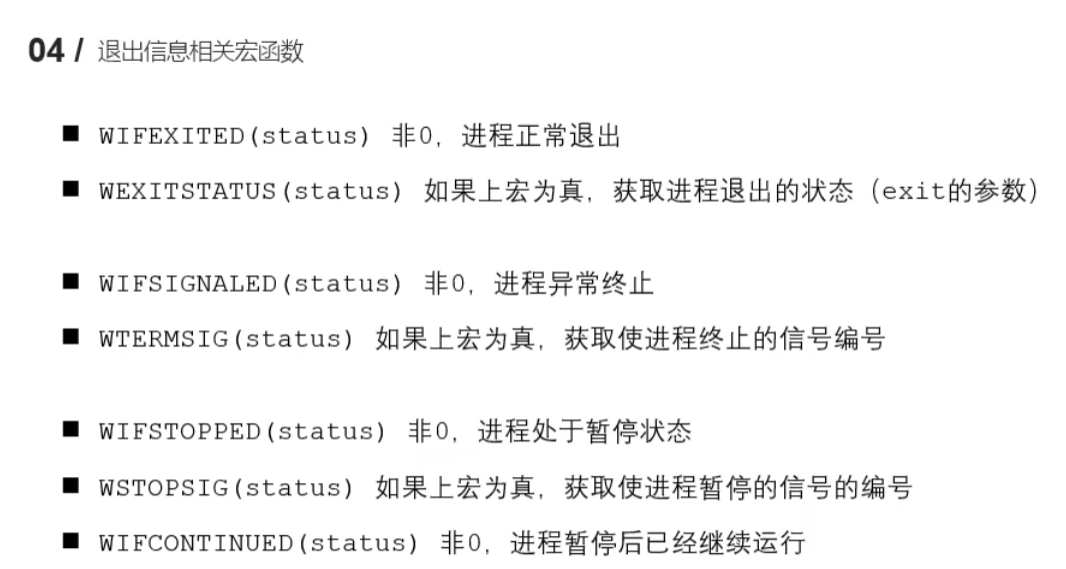 04 / 退出信息相关宏函数
■ WIFEXITED(status) 非0，进程正常退出
■ WEXITSTATUS(status) 如果上宏为真，获取进程退出的状态（exit的参数）
■ WIFSIGNALED(status) 非0，进程异常终止
■ WTERMSIG(status) 如果上宏为真，获取使进程终止的信号编号
■ WIFSTOPPED(status) 非0，进程处于暂停状态
■ WSTOPSIG(status) 如果上宏为真，获取使进程暂停的信号的编号
■ WIFCONTINUED(status) 非0，进程暂停后已经继续运行